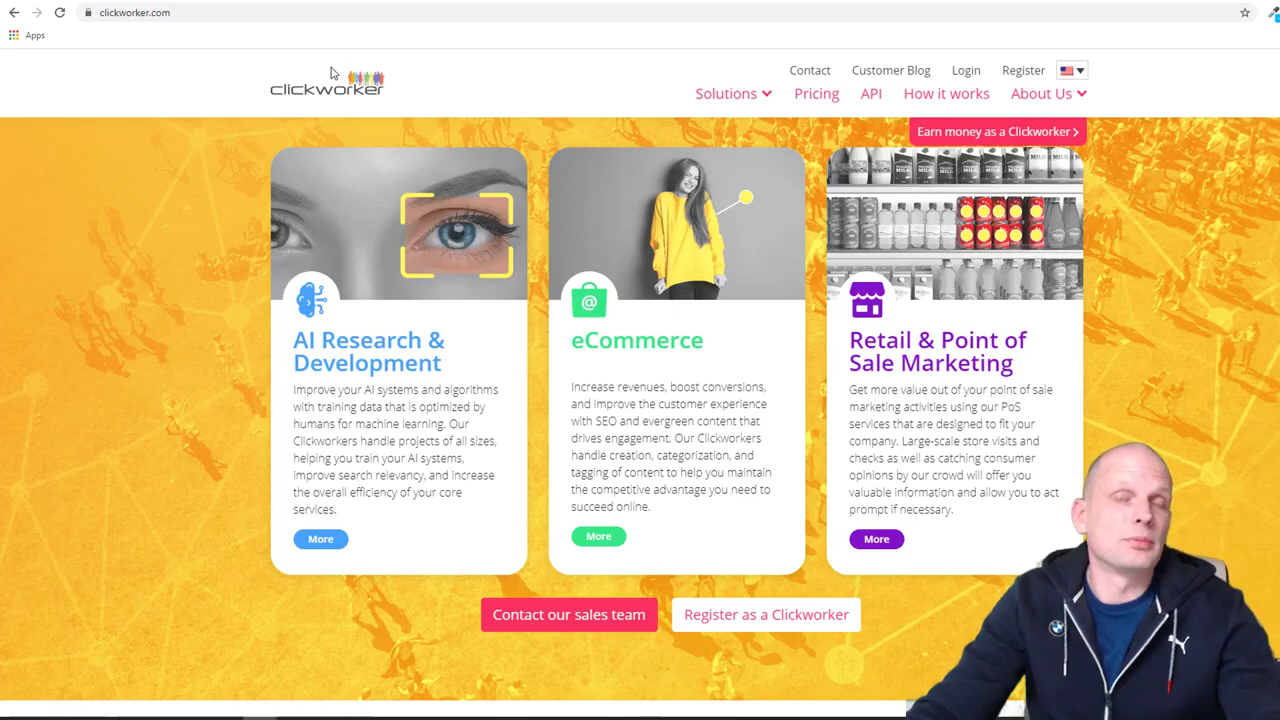 clickworker.com
Apps
clickworker
Contact Customer Blog Login Register
Solutions Pricing API How it works About Us
Earn money as a Clickworker
AI Research &
Development
Improve your AI systems and algorithms
with training data that is optimized by
humans for machine learning. Our
Clickworkers handle projects of all sizes,
helping you train your AI systems,
improve search relevancy, and increase
the overall efficiency of your core
services.
More
@
eCommerce
Increase revenues, boost conversions,
and improve the customer experience
with SEO and evergreen content that
drives engagement. Our Clickworkers
handle creation, categorization, and
tagging of content to help you maintain
the competitive advantage you need to
succeed online.
More
Retail & Point of
Sale Marketing
Get more value out of your point of sale
marketing activities using our PoS
services that are designed to fit your
company. Large-scale store visits and
checks as well as catching consumer
opinions by our crowd will offer you
valuable information and allow you to act
prompt if necessary.
More
Contact our sales team
Register as a Clickworker